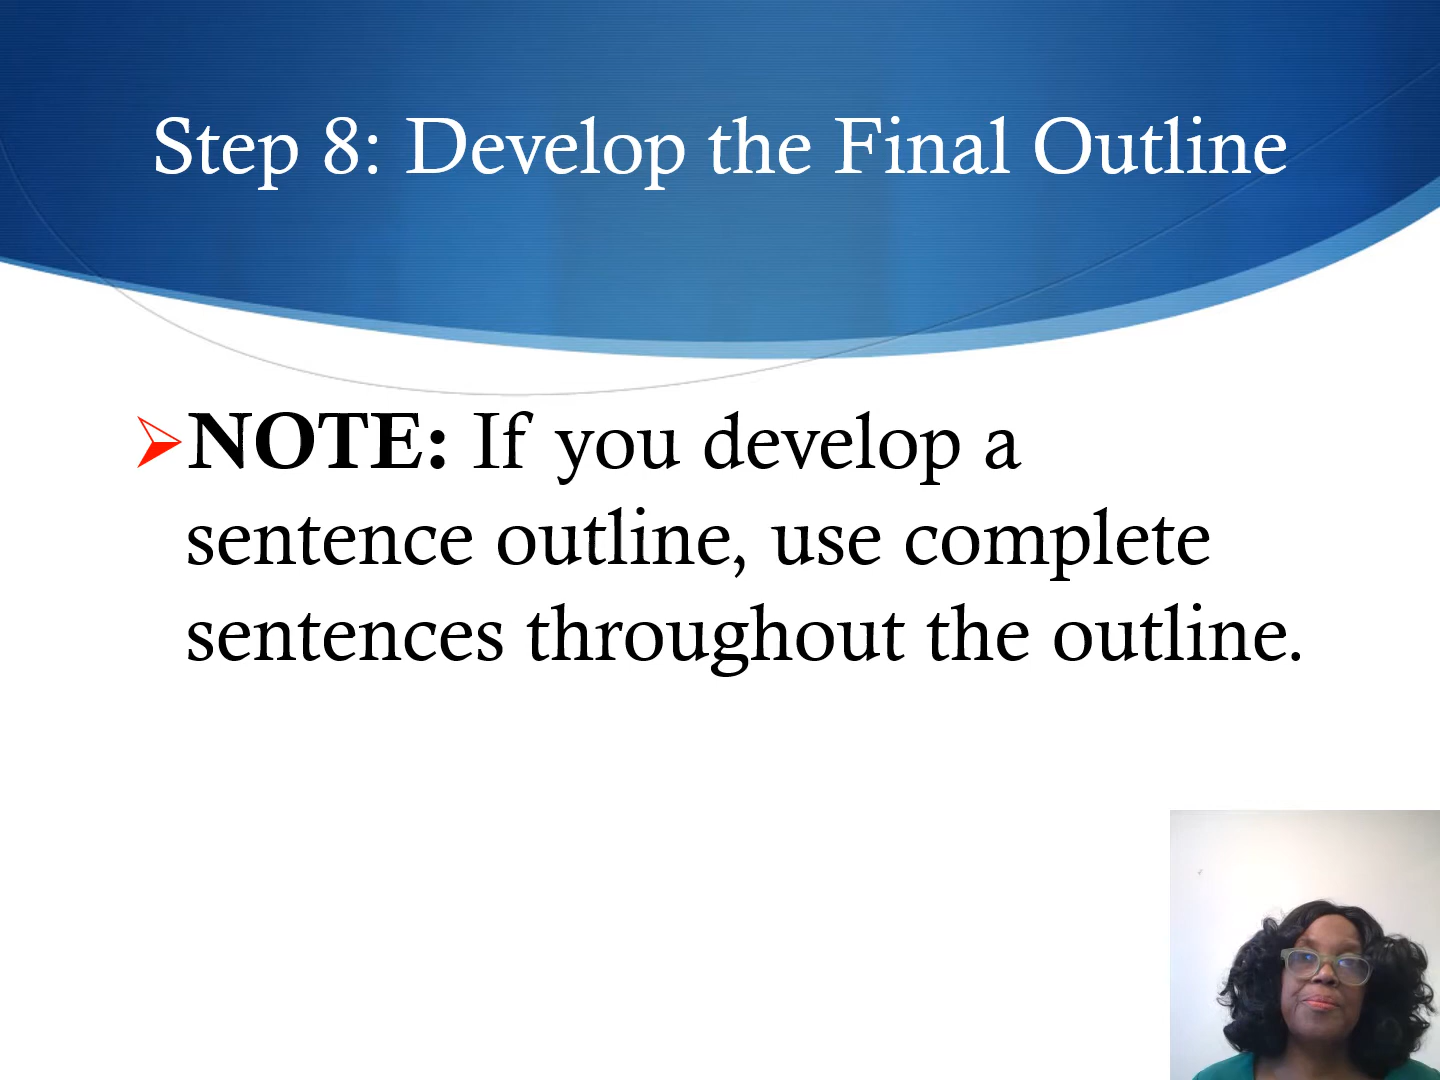 Step 8: Develop the Final Outline
NOTE: If you develop a
sentence outline, use complete
sentences throughout the outline.